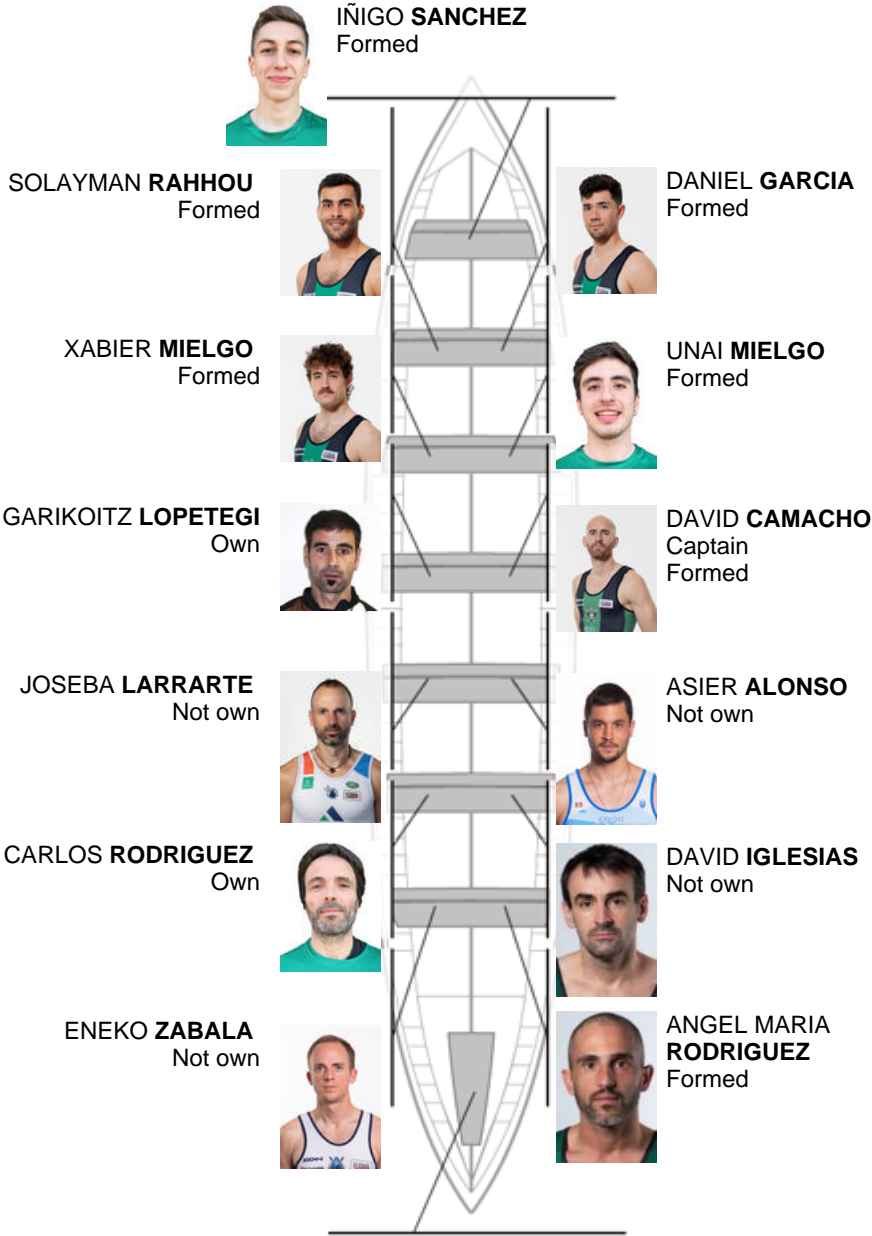 IÑIGO SANCHEZ
Formed
SOLAYMAN RAHHOU
Formed
DANIEL GARCIA
Formed
XABIER MIELGO
Formed
UNAI MIELGO
Formed
GARIKOITZ LOPETEGI
Own
DAVID CAMACHO
Captain
Formed
JOSEBA LARRARTE
Not own
ASIER ALONSO
Not own
CARLOS RODRIGUEZ
Own
DAVID IGLESIAS
Not own
ENEKO ZABALA
Not own
ANGEL MARIA
RODRIGUEZ
Formed